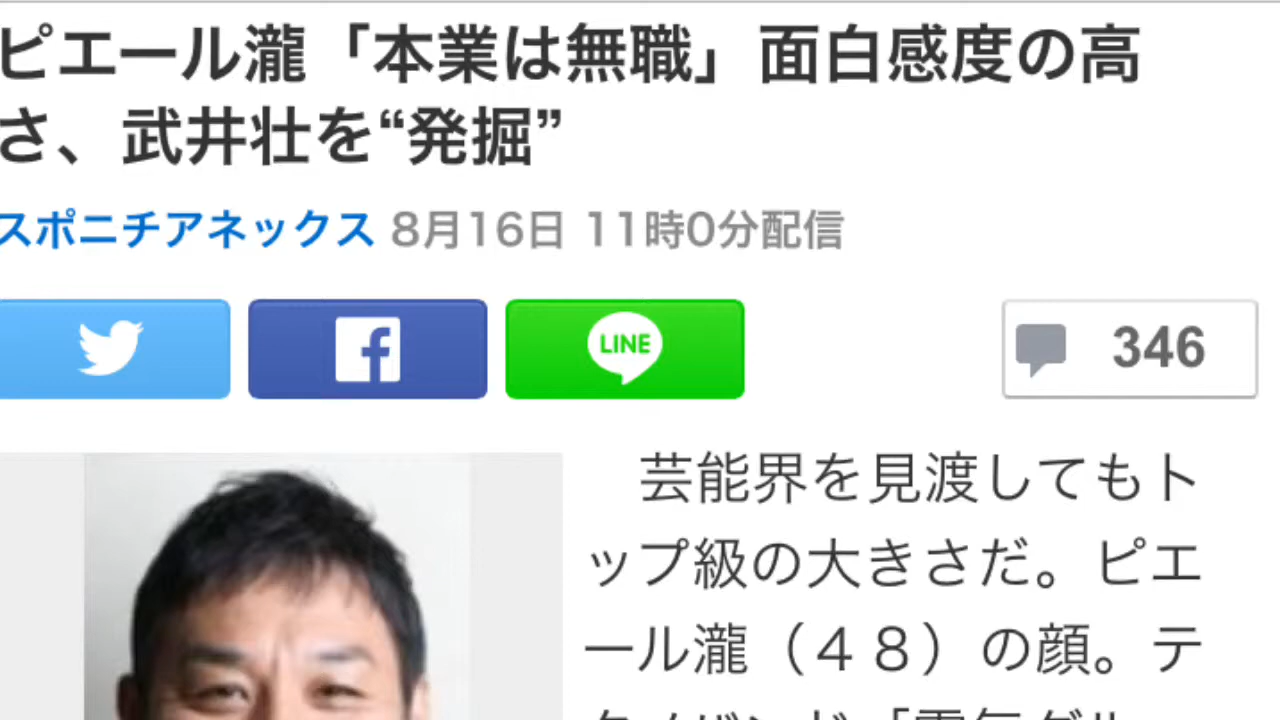 ピエール瀧「本業は無職」面白感度の高
さ、武井壮を“発掘”
スポニチアネックス 8月16日 11時0分配信
LINE
346
芸能界を見渡してもト
ップ級の大きさだ。ピエ
ール瀧（４８）の顔。テ